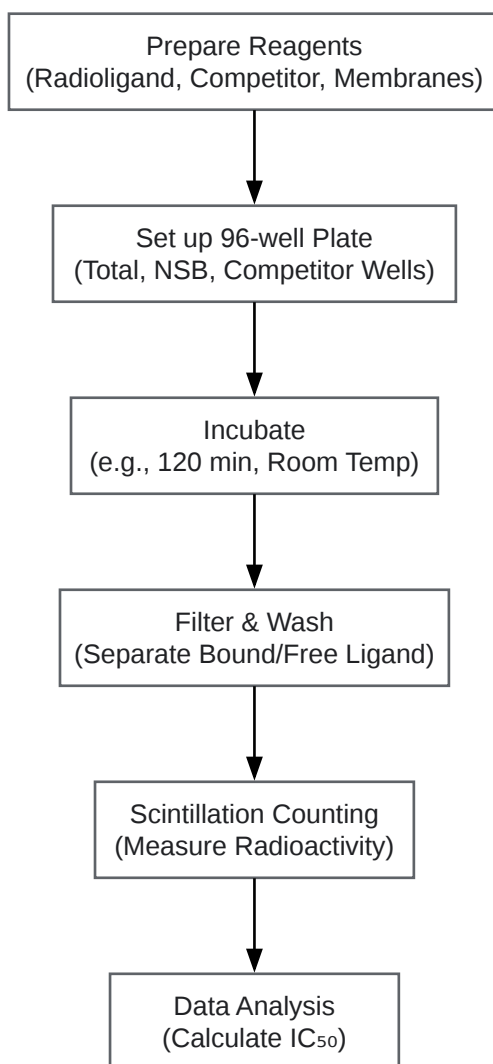 Prepare Reagents
(Radioligand, Competitor, Membranes)
Set up 96-well Plate
(Total, NSB, Competitor Wells)
Incubate
(e.g., 120 min, Room Temp)
Filter & Wash
(Separate Bound/Free Ligand)
Scintillation Counting
(Measure Radioactivity)
Data Analysis
(Calculate IC₅₀)